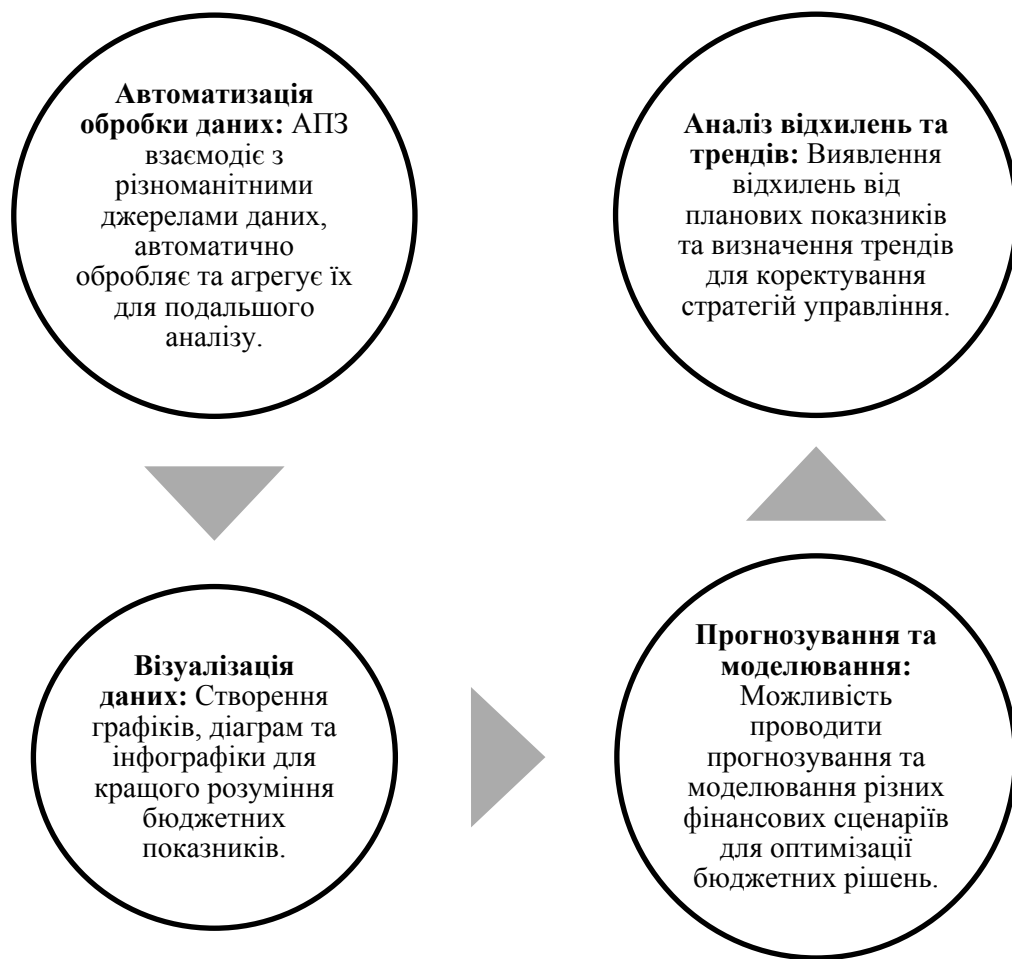 Автоматизація
обробки даних: АПЗ
взаємодіє з
різноманітними
джерелами даних,
автоматично
обробляє та агрегує їх
для подальшого
аналізу.
Візуалізація
даних: Створення
графіків, діаграм та
інфографіки для
кращого розуміння
бюджетних
показників.
Прогнозування та
моделювання:
Можливість
проводити
прогнозування та
моделювання різних
фінансових сценаріїв
для оптимізації
бюджетних рішень.
Аналіз відхилень та
трендів: Виявлення
відхилень від
планових показників
та визначення трендів
для коректування
стратегій управління.